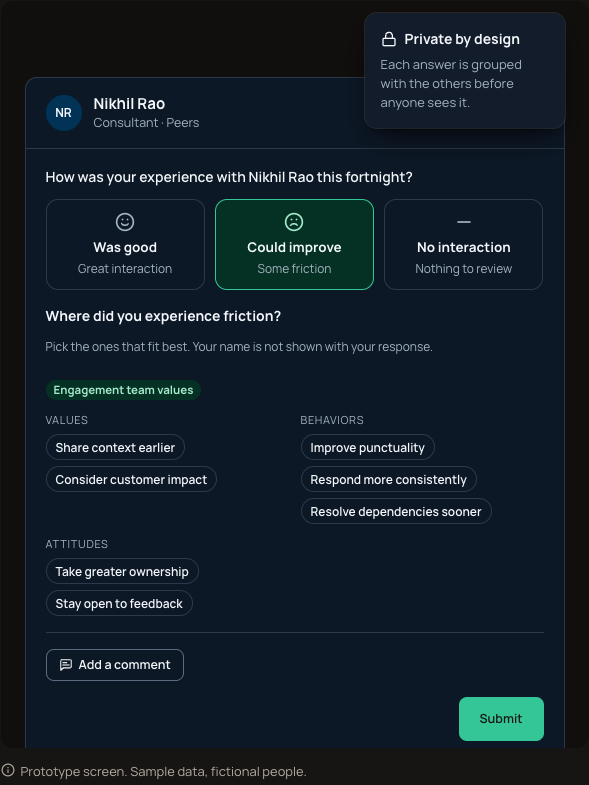 Private by design
Each answer is grouped
with the others before
anyone sees it.
NR
Nikhil Rao
Consultant · Peers
How was your experience with Nikhil Rao this fortnight?
Was good
Great interaction
Could improve
Some friction
No interaction
Nothing to review
Where did you experience friction?
Pick the ones that fit best. Your name is not shown with your response.
Engagement team values
VALUES
Share context earlier
Consider customer impact
BEHAVIORS
Improve punctuality
Respond more consistently
Resolve dependencies sooner
ATTITUDES
Take greater ownership
Stay open to feedback
Add a comment
Submit
Prototype screen. Sample data, fictional people.